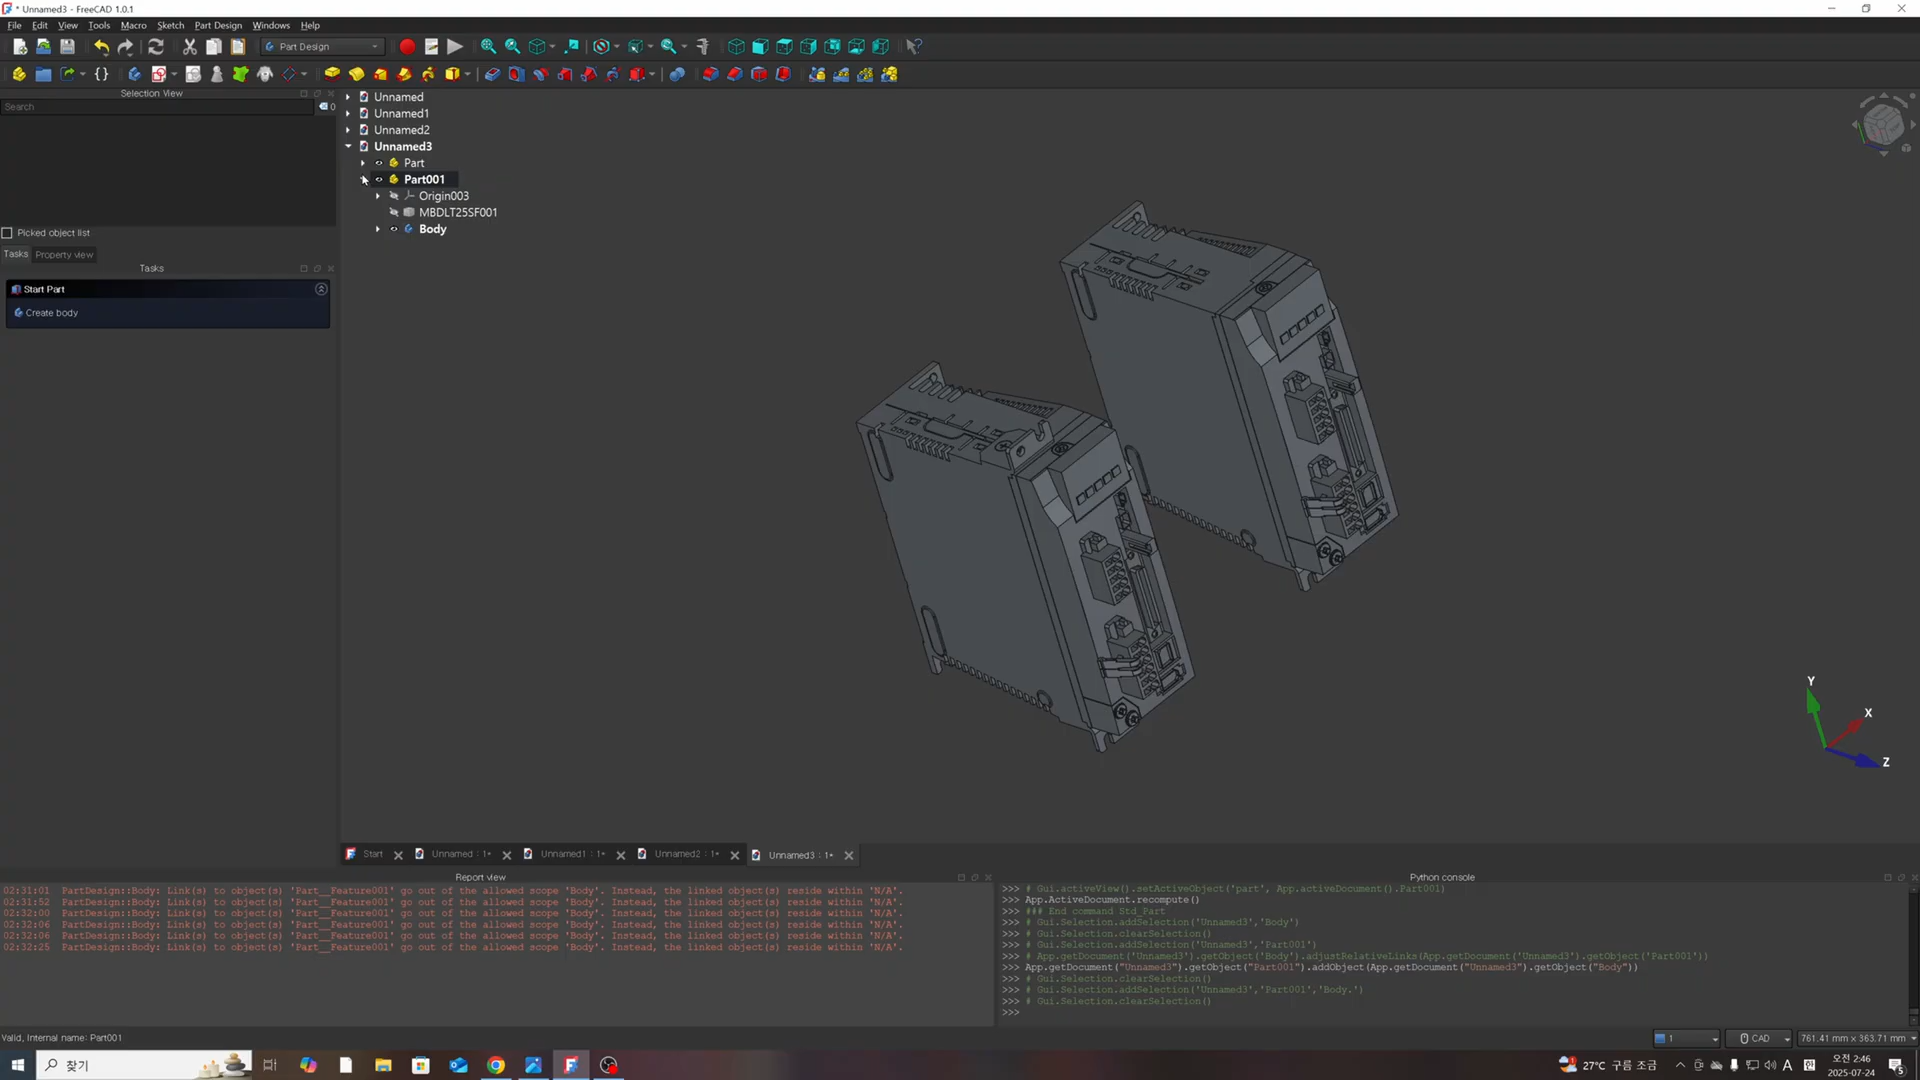 * Unnamed3 - FreeCAD 1.0.1
File Edit View Tools Macro Sketch Part Design Windows Help
Part Design
Selection View
Search
0
Picked object list
Tasks Property view
Tasks
Start Part
Create body
Unnamed
Unnamed1
Unnamed2
Unnamed3
Part
Part001
Origin003
MBDLT25SF001
Body
Y
X
Z
Start Unnamed : 1* Unnamed1 : 1* Unnamed2 : 1* Unnamed3 : 1*
Report view
02:31:01 PartDesign::Body: Link(s) to object(s) 'Part__Feature001' go out of the allowed scope 'Body'. Instead, the linked object(s) reside within 'N/A'.
02:31:52 PartDesign::Body: Link(s) to object(s) 'Part__Feature001' go out of the allowed scope 'Body'. Instead, the linked object(s) reside within 'N/A'.
02:32:00 PartDesign::Body: Link(s) to object(s) 'Part__Feature001' go out of the allowed scope 'Body'. Instead, the linked object(s) reside within 'N/A'.
02:32:06 PartDesign::Body: Link(s) to object(s) 'Part__Feature001' go out of the allowed scope 'Body'. Instead, the linked object(s) reside within 'N/A'.
02:32:06 PartDesign::Body: Link(s) to object(s) 'Part__Feature001' go out of the allowed scope 'Body'. Instead, the linked object(s) reside within 'N/A'.
02:32:25 PartDesign::Body: Link(s) to object(s) 'Part__Feature001' go out of the allowed scope 'Body'. Instead, the linked object(s) reside within 'N/A'.
Python console
>>> # Gui.activeView().setActiveObject('part', App.activeDocument().Part001)
>>> App.ActiveDocument.recompute()
>>> ### End command Std_Part
>>> # Gui.Selection.addSelection('Unnamed3','Body')
>>> # Gui.Selection.clearSelection()
>>> # Gui.Selection.addSelection('Unnamed3','Part001')
>>> # App.getDocument('Unnamed3').getObject('Body').adjustRelativeLinks(App.getDocument('Unnamed3').getObject('Part001'))
>>> App.getDocument("Unnamed3").getObject("Part001").addObject(App.getDocument("Unnamed3").getObject("Body"))
>>> # Gui.Selection.clearSelection()
>>> # Gui.Selection.addSelection('Unnamed3','Part001','Body.')
>>> # Gui.Selection.clearSelection()
>>>
Valid, Internal name: Part001
1
CAD
761.41 mm x 363.71 mm
찾기
27°C 구름 조금
A
오전 2:46
2025-07-24
5